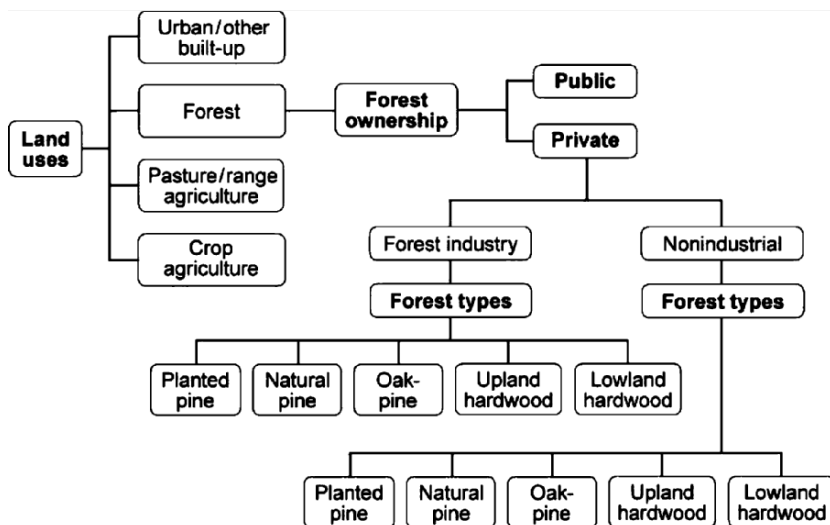 Urban/other
built-up
Forest
Forest
ownership
Public
Private
Land
uses
Pasture/range
agriculture
Crop
agriculture
Forest industry
Nonindustrial
Forest types
Forest types
Planted
pine
Natural
pine
Oak-
pine
Upland
hardwood
Lowland
hardwood
Planted
pine
Natural
pine
Oak-
pine
Upland
hardwood
Lowland
hardwood